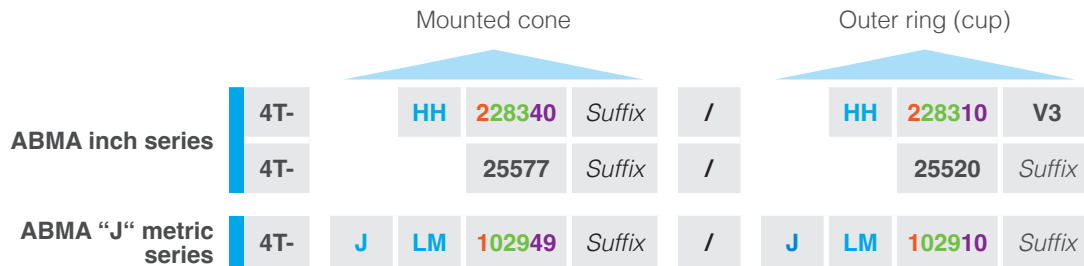 Mounted cone Outer ring (cup)
ABMA inch series
4T- HH 228340 Suffix / HH 228310 V3
4T- 25577 Suffix / 25520 Suffix
ABMA “J“ metric
series
4T- J LM 102949 Suffix / J LM 102910 Suffix